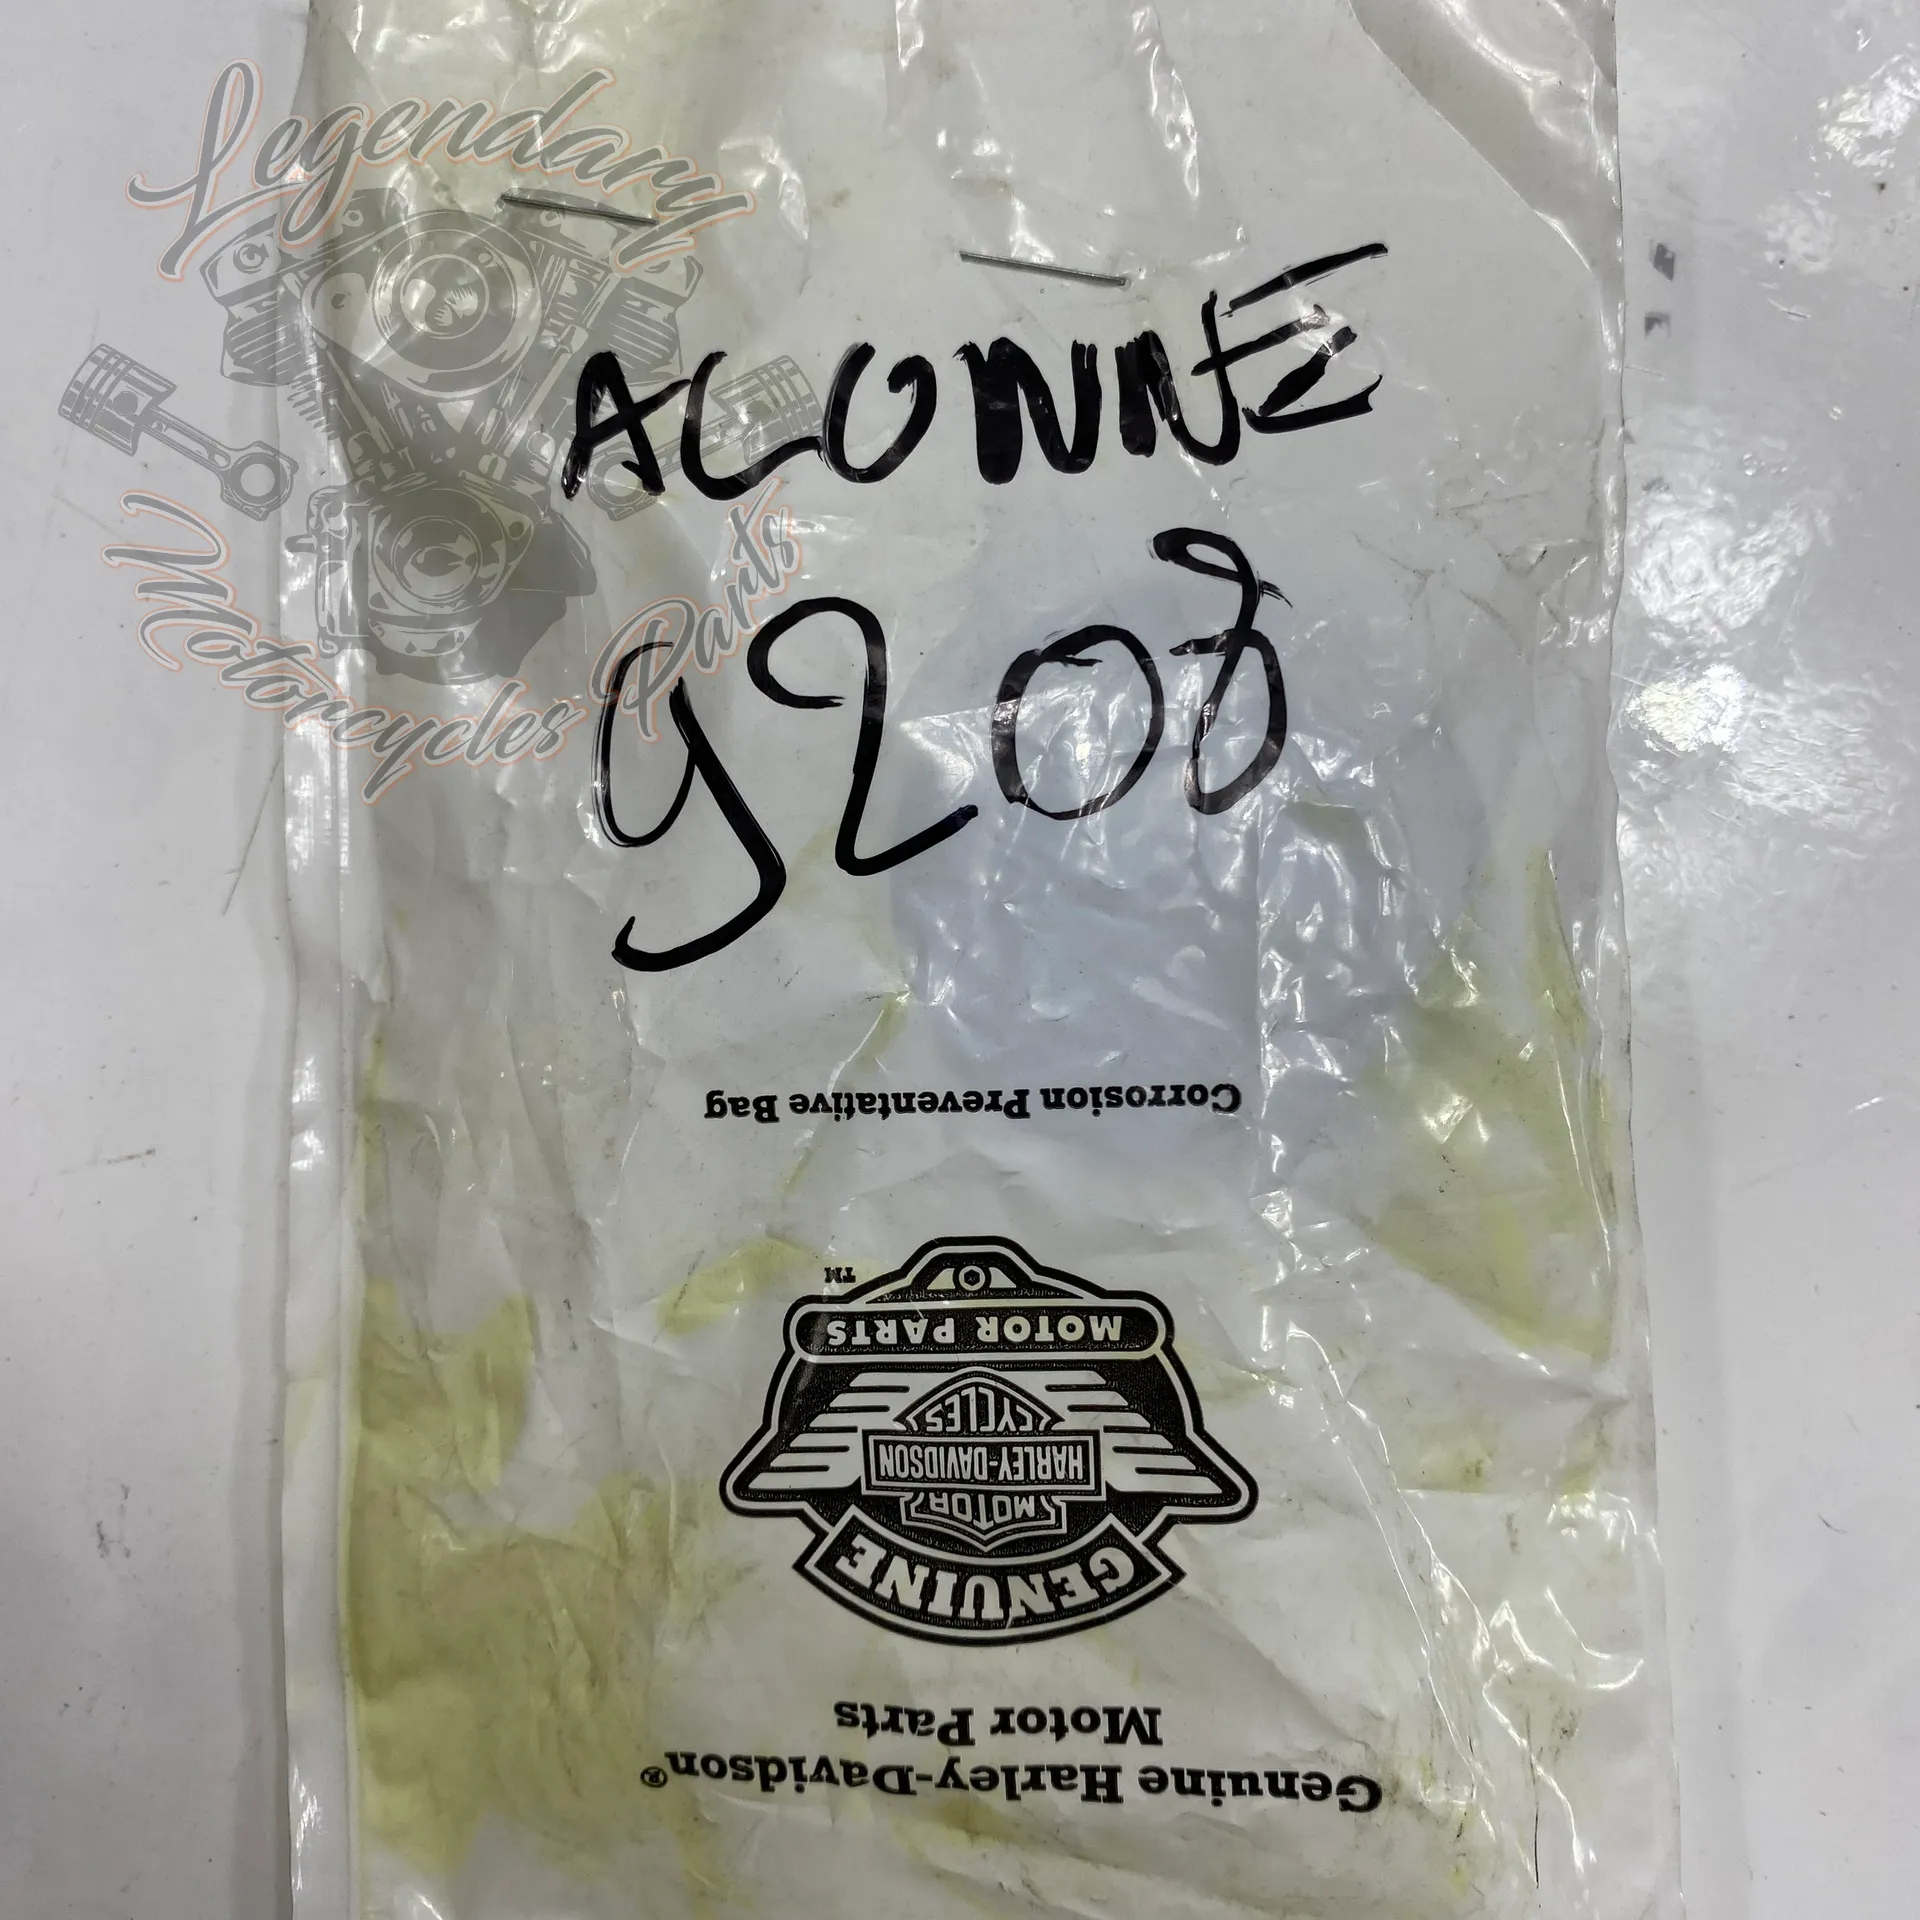 Legendary
Motorcycles Parts
ACONNE
9208
Genuine Harley-Davidson®
Motor Parts
GENUINE
MOTOR
HARLEY-DAVIDSON
CYCLES
MOTOR PARTS
TM
Corrosion Preventative Bag